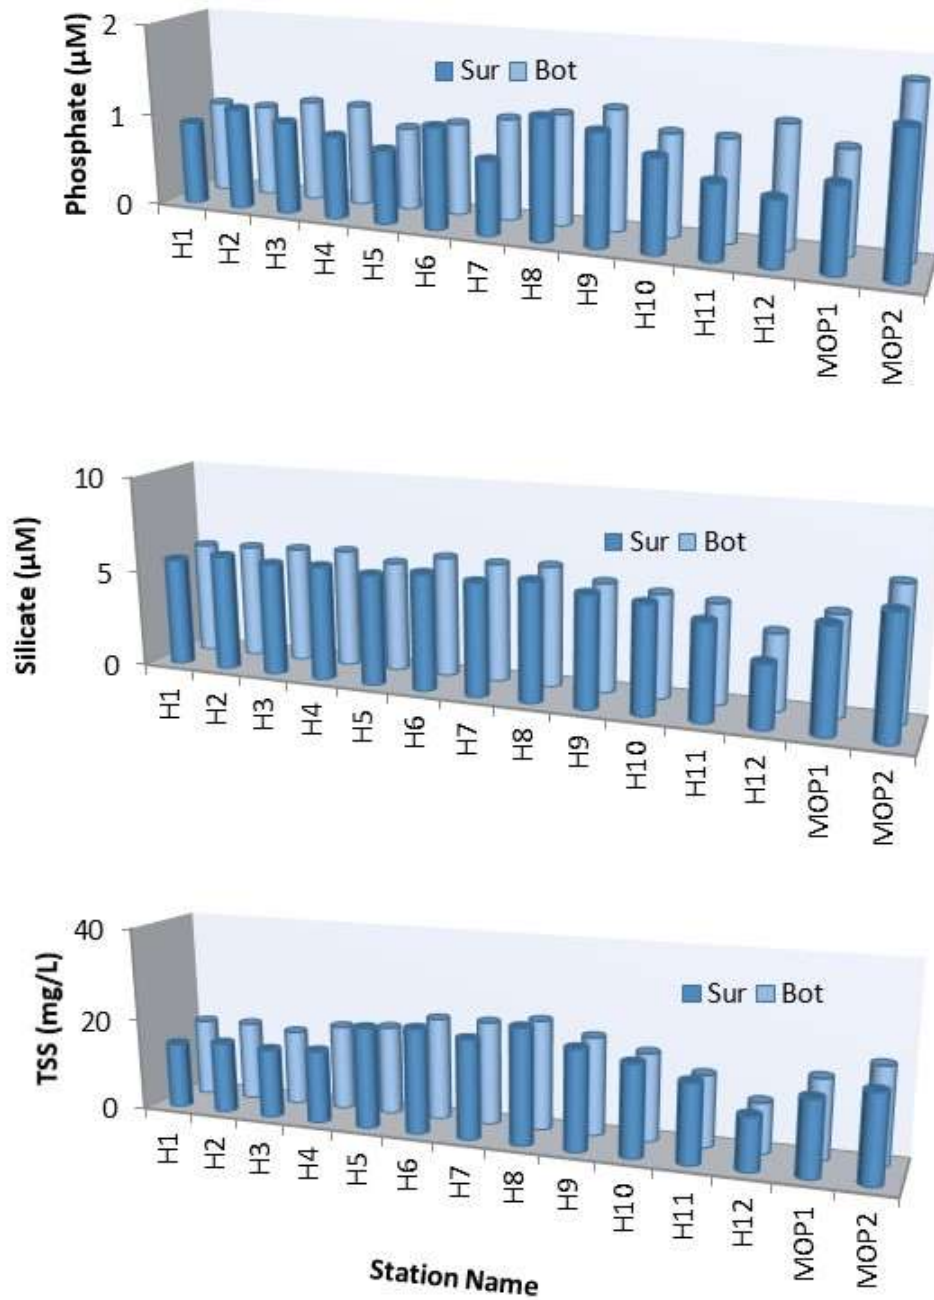 Phosphate (µM)
2
1
0
Sur Bot
H1 H2 H3 H4 H5 H6 H7 H8 H9 H10 H11 H12 MOP1 MOP2
Silicate (µM)
10
5
0
Sur Bot
H1 H2 H3 H4 H5 H6 H7 H8 H9 H10 H11 H12 MOP1 MOP2
TSS (mg/L)
40
20
0
Sur Bot
H1 H2 H3 H4 H5 H6 H7 H8 H9 H10 H11 H12 MOP1 MOP2
Station Name